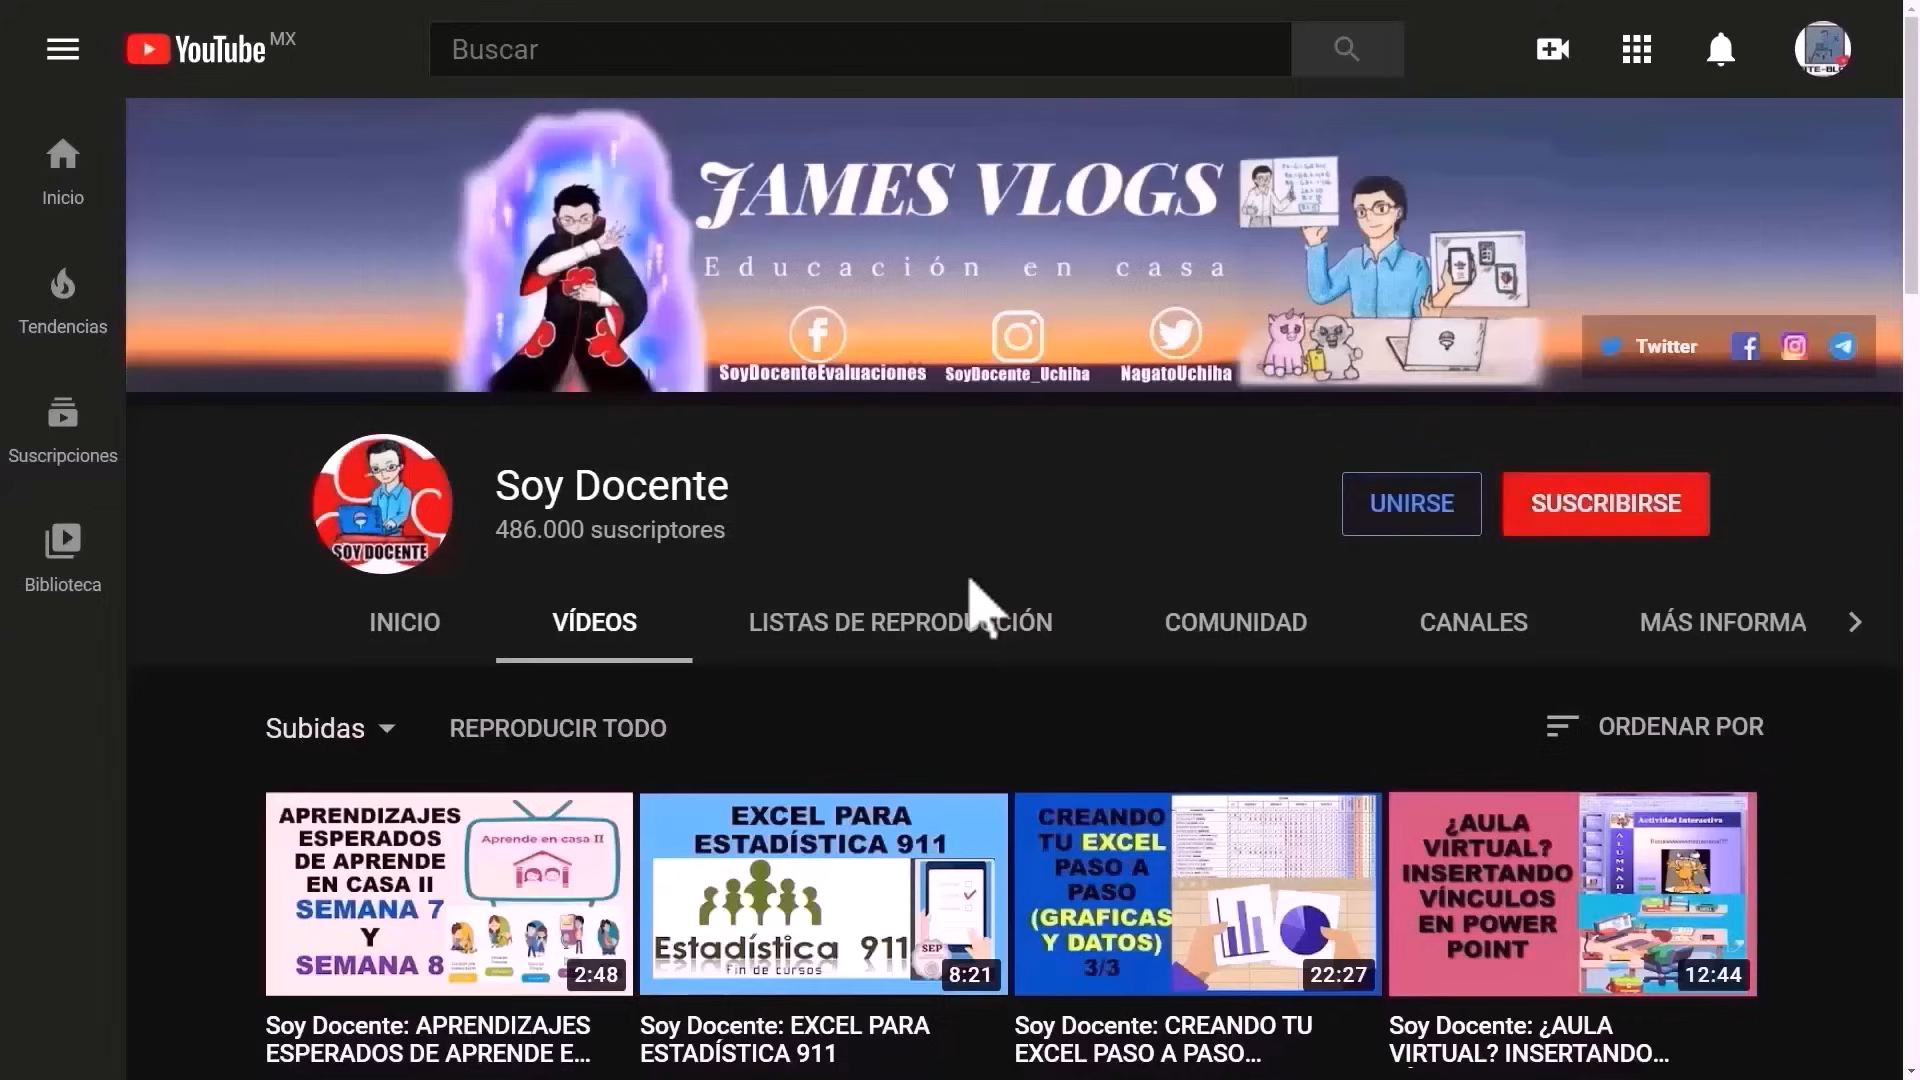 YouTube MX
Buscar
Inicio
Tendencias
Suscripciones
Biblioteca
JAMES VLOGS
Educación en casa
SoyDocenteEvaluaciones
SoyDocente_Uchiha
NagatoUchiha
Twitter
SOY DOCENTE
Soy Docente
486.000 suscriptores
UNIRSE
SUSCRIBIRSE
INICIO
VÍDEOS
LISTAS DE REPRODUCCIÓN
COMUNIDAD
CANALES
MÁS INFORMA
Subidas
REPRODUCIR TODO
ORDENAR POR
APRENDIZAJES
ESPERADOS
DE APRENDE
EN CASA II
SEMANA 7
Y
SEMANA 8
Aprende en casa II
2:48
EXCEL PARA
ESTADÍSTICA 911
Estadística 911
Fin de cursos
SEP
8:21
CREANDO
TU EXCEL
PASO A
PASO
(GRAFICAS
Y DATOS)
3/3
22:27
¿AULA
VIRTUAL?
INSERTANDO
VÍNCULOS
EN POWER
POINT
Actividad Interactiva
12:44
Soy Docente: APRENDIZAJES
ESPERADOS DE APRENDE E...
Soy Docente: EXCEL PARA
ESTADÍSTICA 911
Soy Docente: CREANDO TU
EXCEL PASO A PASO...
Soy Docente: ¿AULA
VIRTUAL? INSERTANDO...